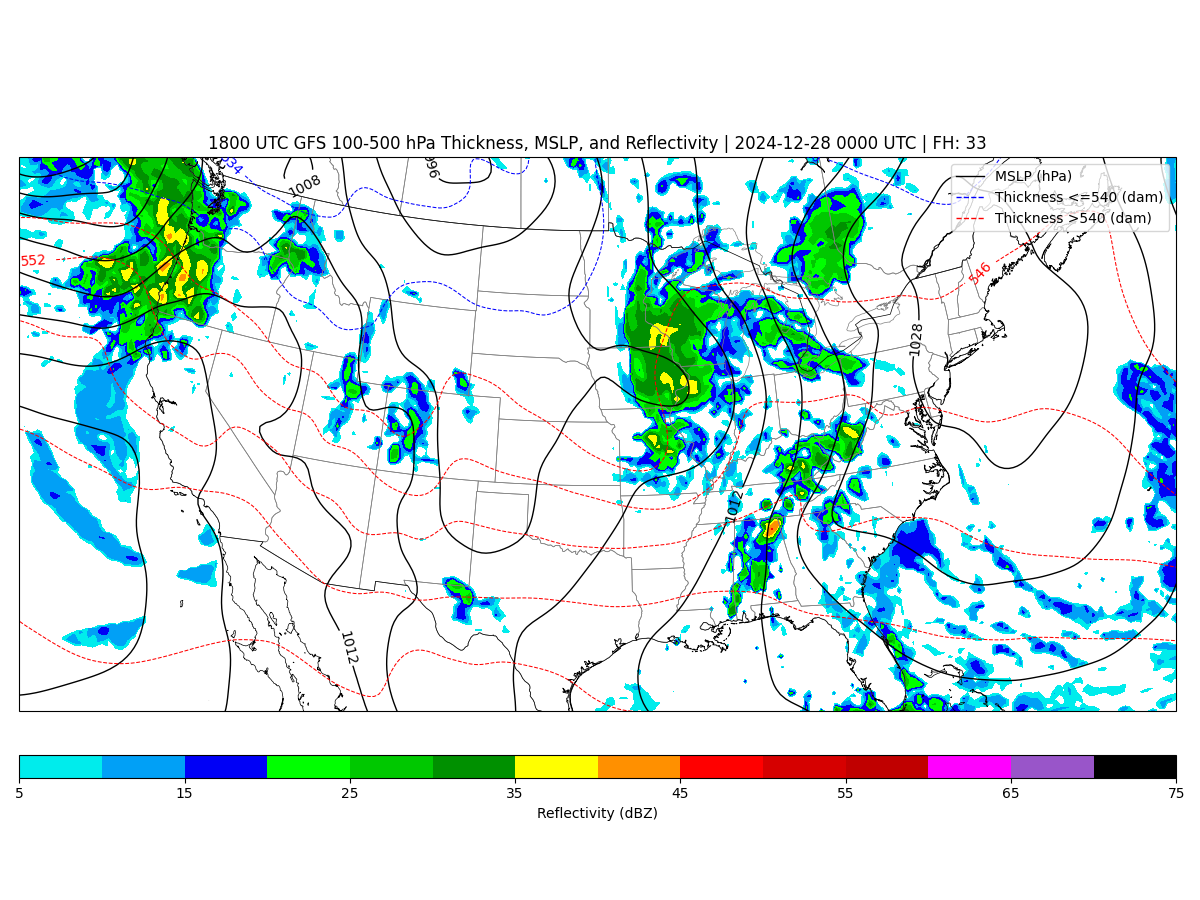 1800 UTC GFS 100-500 hPa Thickness, MSLP, and Reflectivity | 2024-12-28 0000 UTC | FH: 33
534
1008
996
MSLP (hPa)
Thickness <=540 (dam)
Thickness >540 (dam)
552
546
1028
1012
1012
5 15 25 35 45 55 65 75
Reflectivity (dBZ)